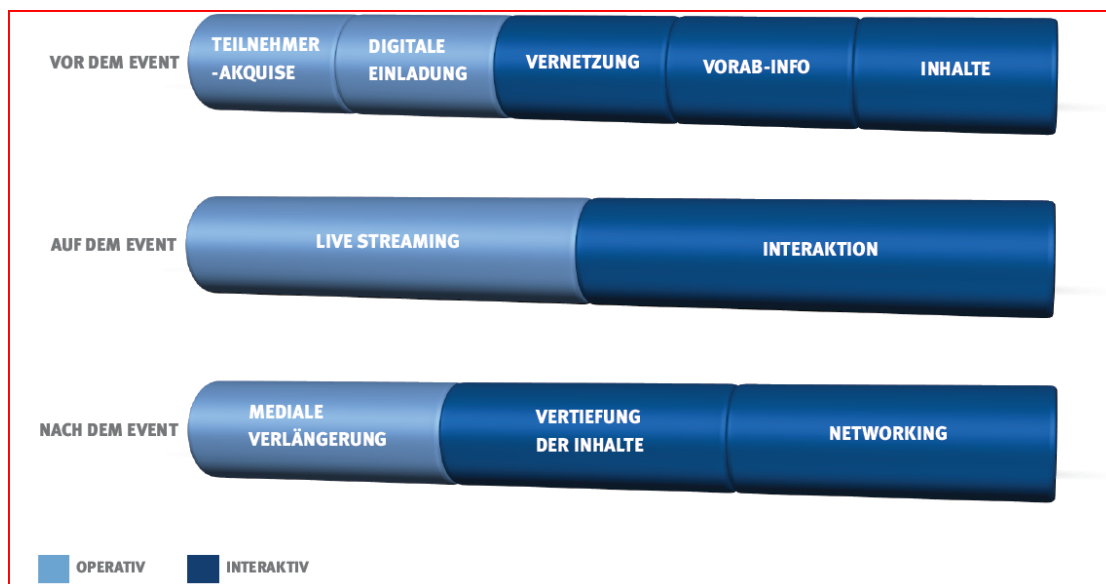 VOR DEM EVENT
TEILNEHMER
-AKQUISE
DIGITALE
EINLADUNG
VERNETZUNG
VORAB-INFO
INHALTE
AUF DEM EVENT
LIVE STREAMING
INTERAKTION
NACH DEM EVENT
MEDIALE
VERLÄNGERUNG
VERTIEFUNG
DER INHALTE
NETWORKING
OPERATIV
INTERAKTIV